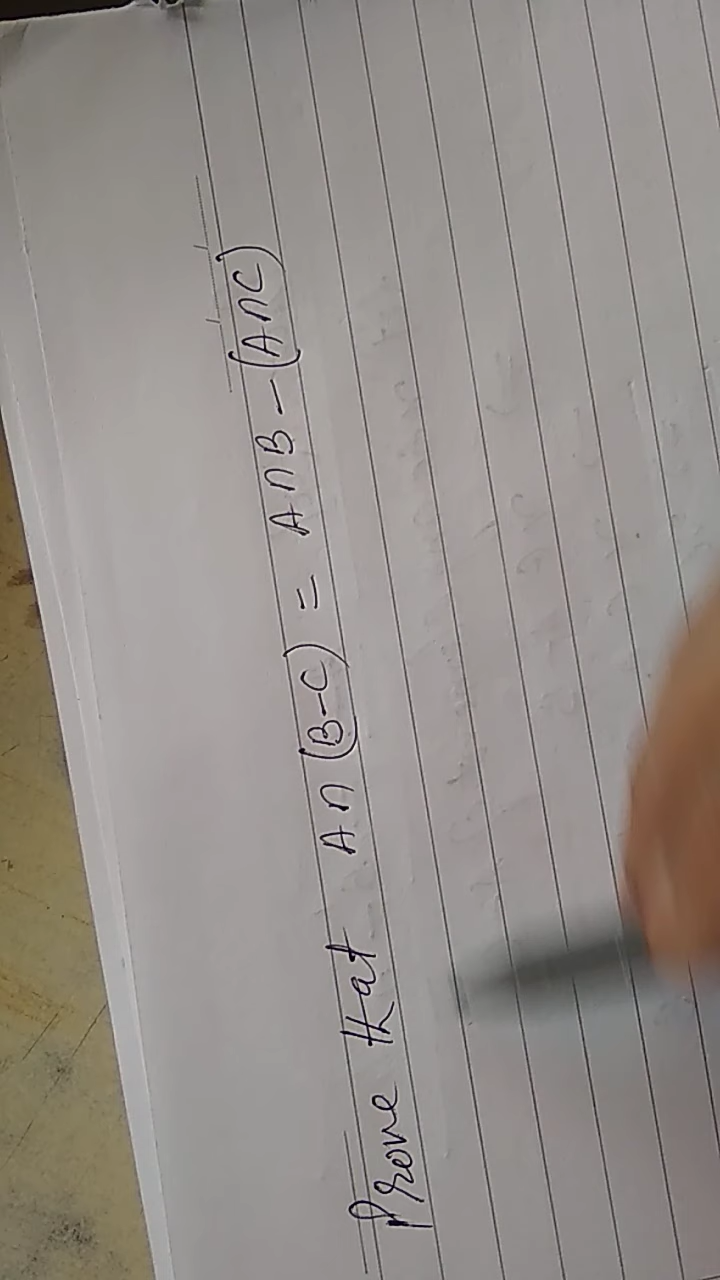 Prove that A∩(B-C) = A∩B-(A∩C)